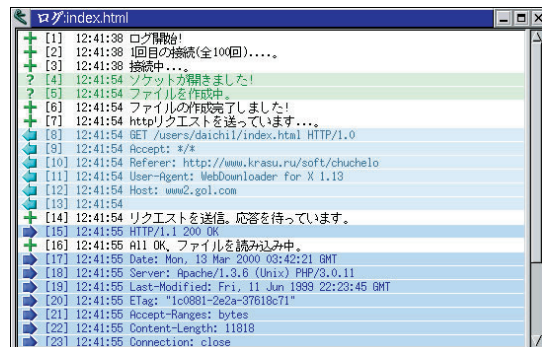 ログ:index.html
[1] 12:41:38 ログ開始!
[2] 12:41:38 1回目の接続(全100回)....。
[3] 12:41:38 接続中...。
[4] 12:41:54 ソケットが開きました!
[5] 12:41:54 ファイルを作成中。
[6] 12:41:54 ファイルの作成完了しました!
[7] 12:41:54 httpリクエストを送っています...。
[8] 12:41:54 GET /users/daichi1/index.html HTTP/1.0
[9] 12:41:54 Accept: */*
[10] 12:41:54 Referer: http://www.krasu.ru/soft/chuchelo
[11] 12:41:54 User-Agent: WebDownloader for X 1.13
[12] 12:41:54 Host: www2.gol.com
[13] 12:41:54
[14] 12:41:54 リクエストを送信。応答を待っています。
[15] 12:41:55 HTTP/1.1 200 OK
[16] 12:41:55 All OK、ファイルを読み込み中。
[17] 12:41:55 Date: Mon, 13 Mar 2000 03:42:21 GMT
[18] 12:41:55 Server: Apache/1.3.6 (Unix) PHP/3.0.11
[19] 12:41:55 Last-Modified: Fri, 11 Jun 1999 22:23:45 GMT
[20] 12:41:55 ETag: "1c0881-2e2a-37618c71"
[21] 12:41:55 Accept-Ranges: bytes
[22] 12:41:55 Content-Length: 11818
[23] 12:41:55 Connection: close